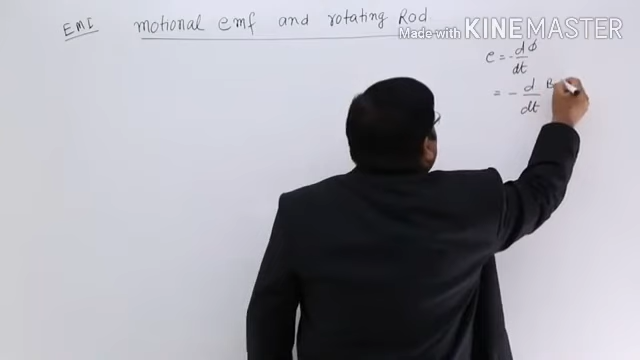 Made with KINEMASTER
EMI motional emf and rotating Rod
e = - dφ/dt
= - d/dt B